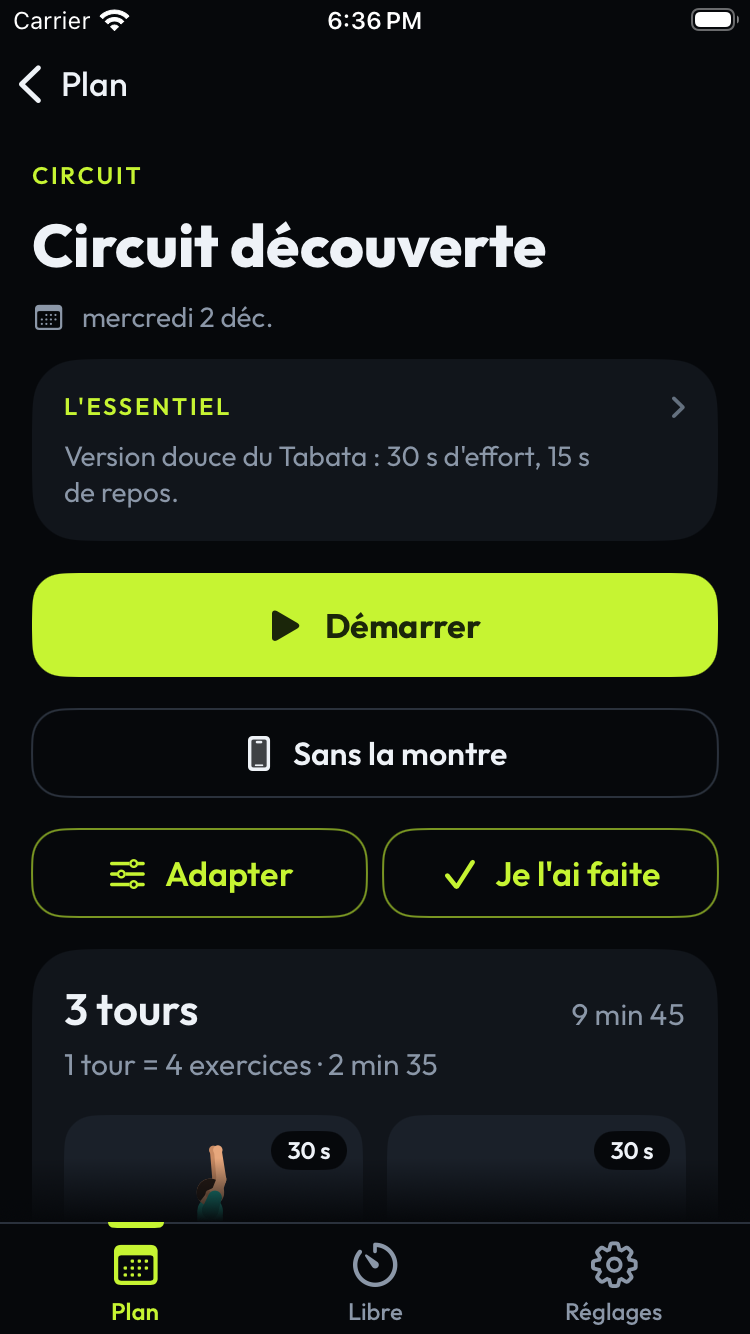 Carrier 6:36 PM
Plan
CIRCUIT
Circuit découverte
mercredi 2 déc.
L'ESSENTIEL
Version douce du Tabata : 30 s d'effort, 15 s
de repos.
Démarrer
Sans la montre
Adapter Je l'ai faite
3 tours 9 min 45
1 tour = 4 exercices · 2 min 35
30 s 30 s
Plan Libre Réglages